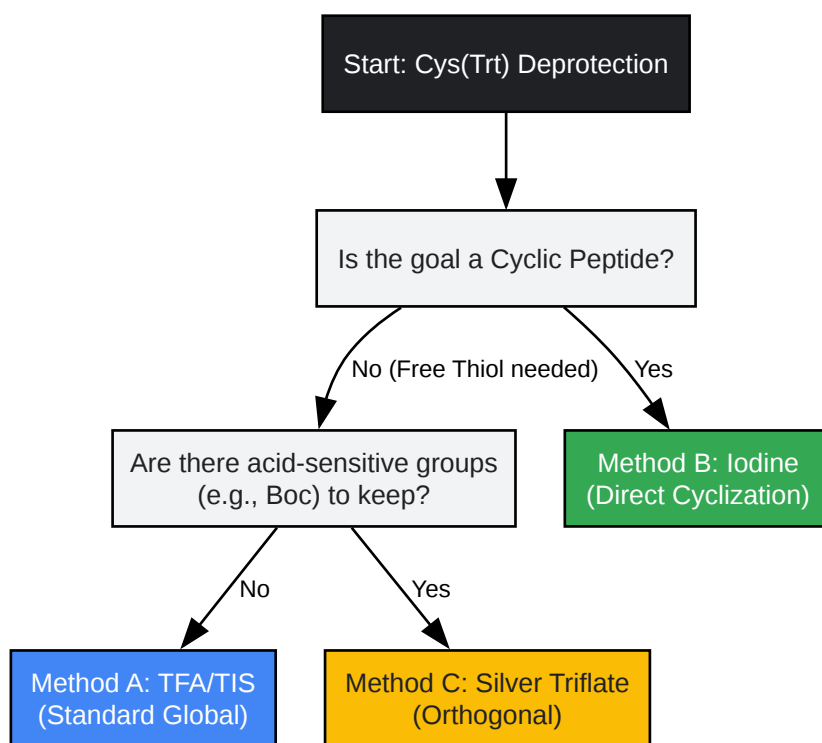 Start: Cys(Trt) Deprotection
Is the goal a Cyclic Peptide?
No (Free Thiol needed)
Yes
Are there acid-sensitive groups
(e.g., Boc) to keep?
Method B: Iodine
(Direct Cyclization)
No
Yes
Method A: TFA/TIS
(Standard Global)
Method C: Silver Triflate
(Orthogonal)